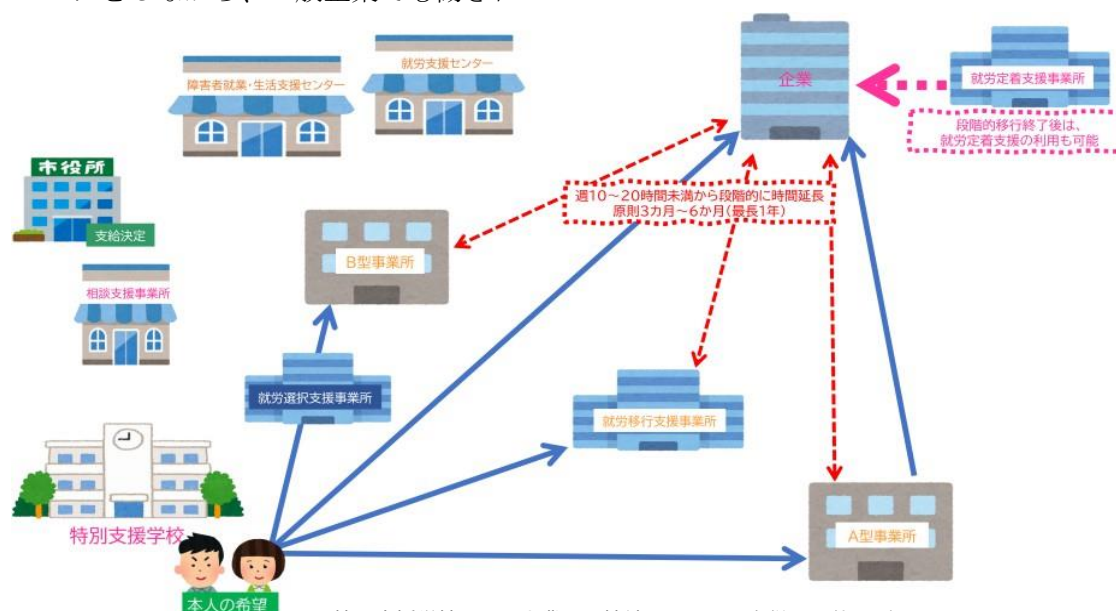 障害者就業・生活支援センター
就労支援センター
企業
就労定着支援事業所
段階的移行終了後は、
就労定着支援の利用も可能
市役所
支給決定
週10~20時間未満から段階的に時間延長
原則3カ月~6か月(最長1年)
B型事業所
相談支援事業所
就労選択支援事業所
就労移行支援事業所
特別支援学校
A型事業所
本人の希望